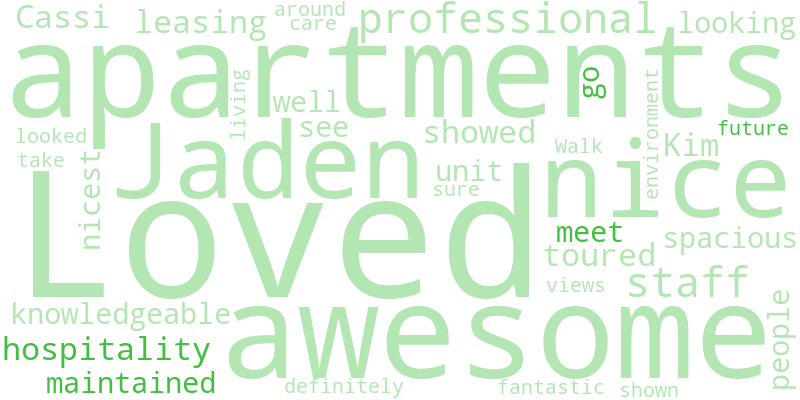 Cassi
leasing
around
care
professional
looking
apartments
go
living
well
environment
looked
take
nicest
Jaden
see
showed
unit
sure
Walk
Kim
future
nice
Loved
meet
toured
spacious
views
staff
knowledgeable
awesome
people
hospitality
maintained
definitely
fantastic
shown